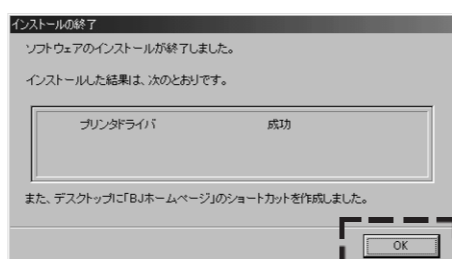 インストールの終了
ソフトウェアのインストールが終了しました。
インストールした結果は、次のとおりです。
プリンタドライバ 成功
また、デスクトップに「BJホームページ」のショートカットを作成しました。
OK